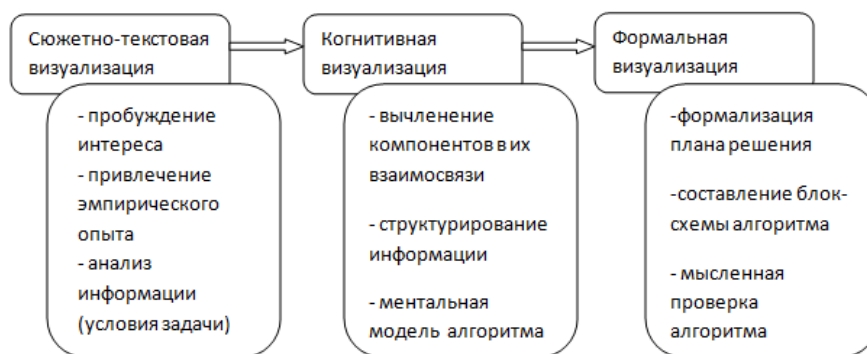 Сюжетно-текстовая
визуализация
- пробуждение
интереса
- привлечение
эмпирического
опыта
- анализ
информации
(условия задачи)
Когнитивная
визуализация
- вычленение
компонентов в их
взаимосвязи
- структурирование
информации
- ментальная
модель алгоритма
Формальная
визуализация
-формализация
плана решения
-составление блок-
схемы алгоритма
- мысленная
проверка
алгоритма